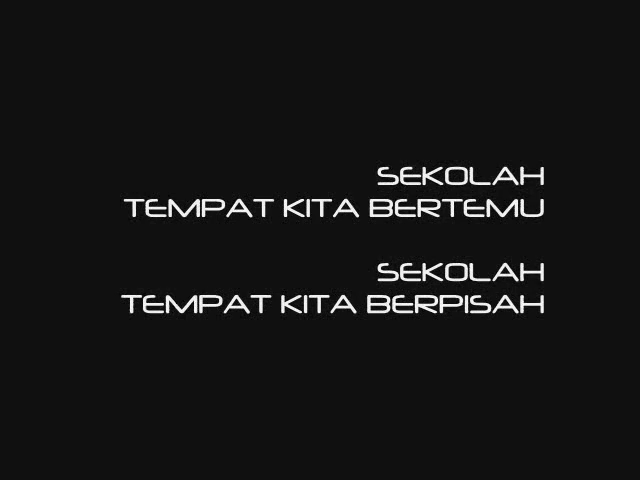 SEKOLAH
TEMPAT KITA BERTEMU
SEKOLAH
TEMPAT KITA BERPISAH